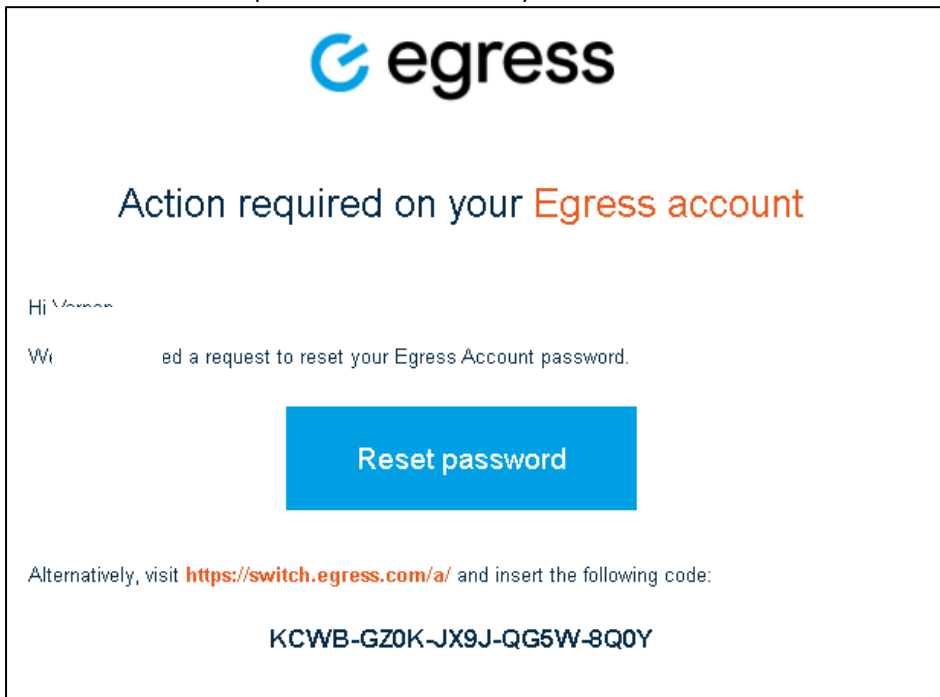 egress
Action required on your Egress account
Hi
ed a request to reset your Egress Account password.
Reset password
Alternatively, visit https://switch.egress.com/a/ and insert the following code:
KCWB-GZ0K-JX9J-QG5W-8Q0Y